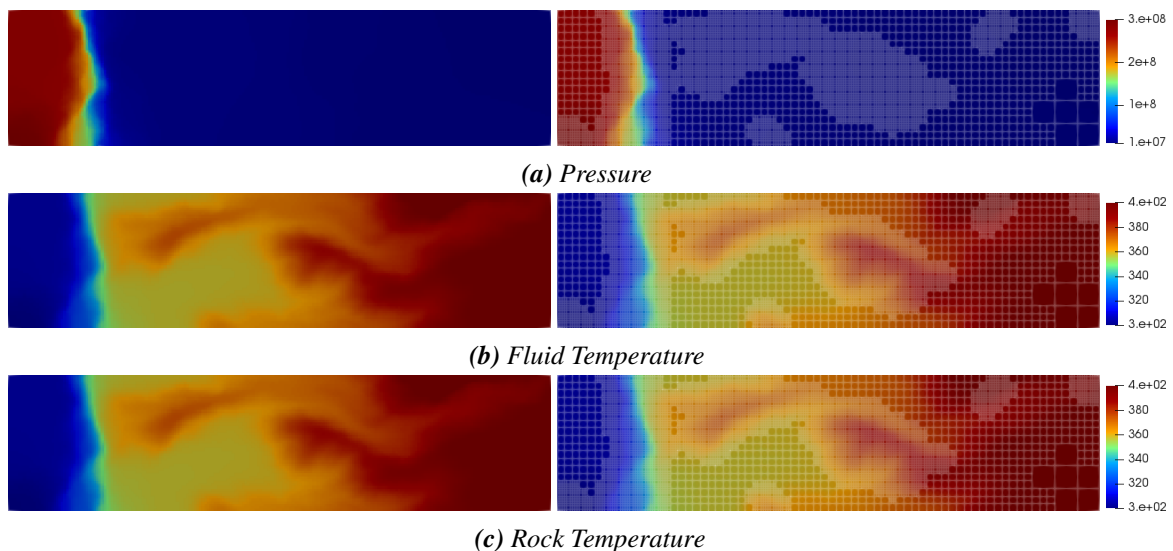 3.e+08
2e+8
1e+8
1.e+07
(a) Pressure
4.e+02
380
360
340
320
3.e+02
(b) Fluid Temperature
4.e+02
380
360
340
320
3.e+02
(c) Rock Temperature